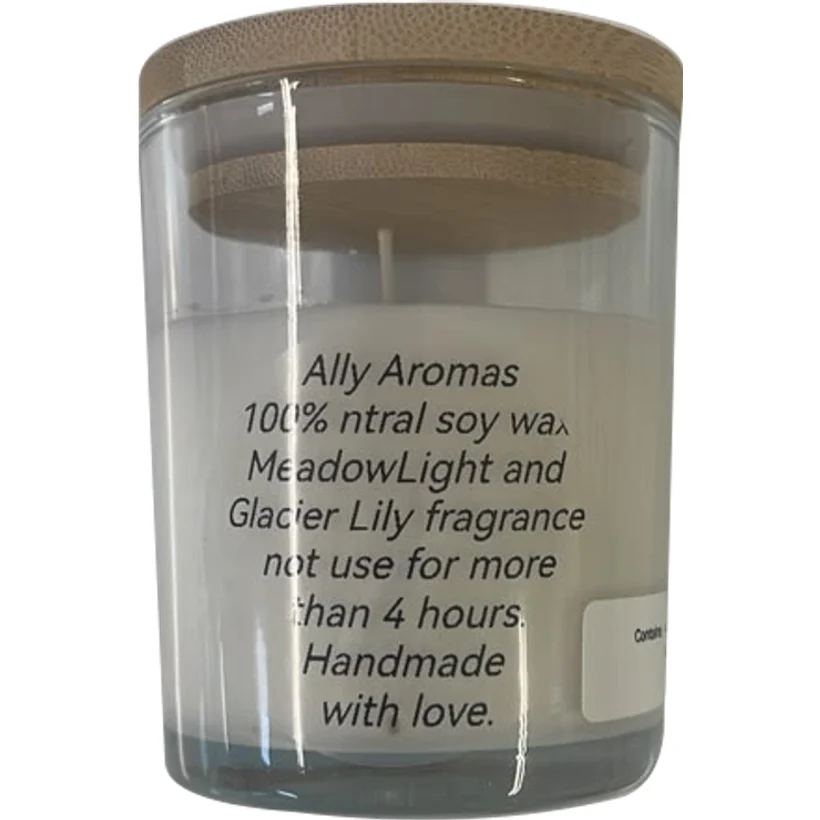 Ally Aromas
100% ntral soy wax
MeadowLight and
Glacier Lily fragrance
not use for more
than 4 hours.
Handmade
with love.
Contains